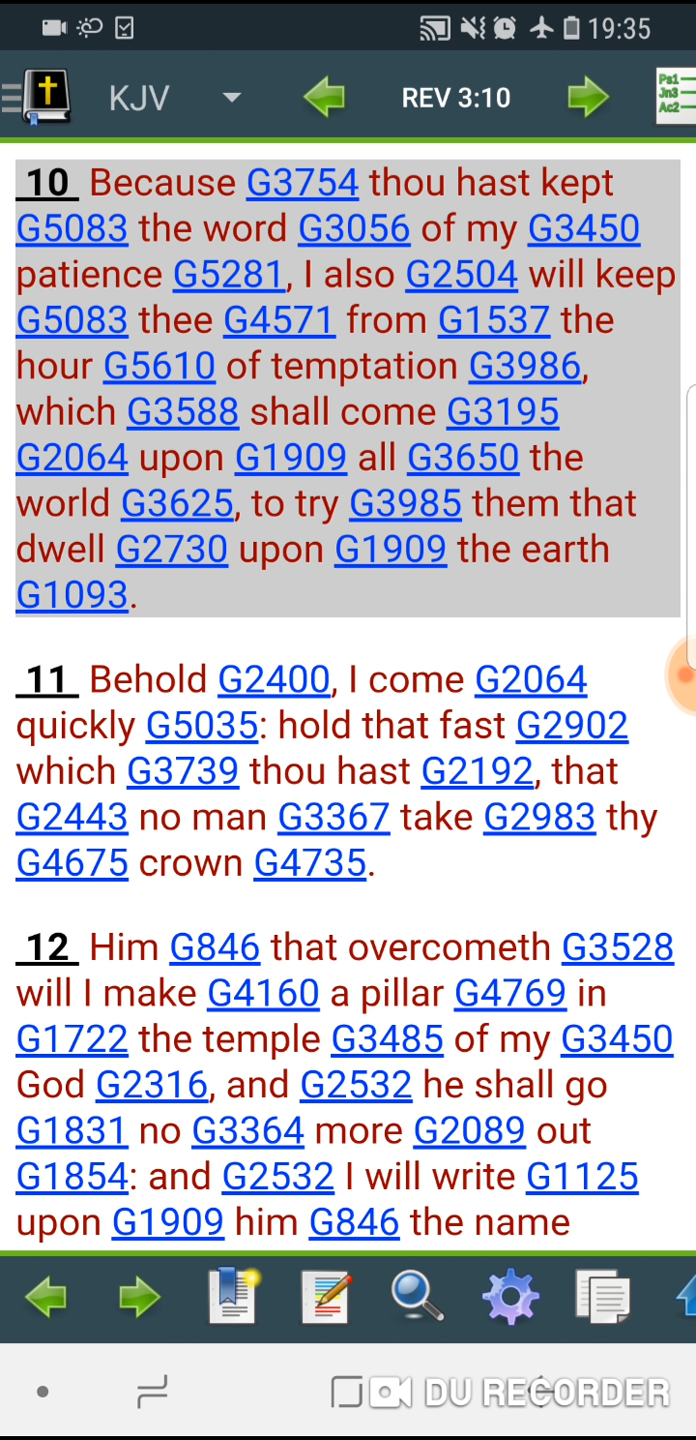 19:35
KJV REV 3:10 Ps1 Jn3 Ac2
10 Because G3754 thou hast kept
G5083 the word G3056 of my G3450
patience G5281, I also G2504 will keep
G5083 thee G4571 from G1537 the
hour G5610 of temptation G3986,
which G3588 shall come G3195
G2064 upon G1909 all G3650 the
world G3625, to try G3985 them that
dwell G2730 upon G1909 the earth
G1093.
11 Behold G2400, I come G2064
quickly G5035: hold that fast G2902
which G3739 thou hast G2192, that
G2443 no man G3367 take G2983 thy
G4675 crown G4735.
12 Him G846 that overcometh G3528
will I make G4160 a pillar G4769 in
G1722 the temple G3485 of my G3450
God G2316, and G2532 he shall go
G1831 no G3364 more G2089 out
G1854: and G2532 I will write G1125
upon G1909 him G846 the name
DU RECORDER